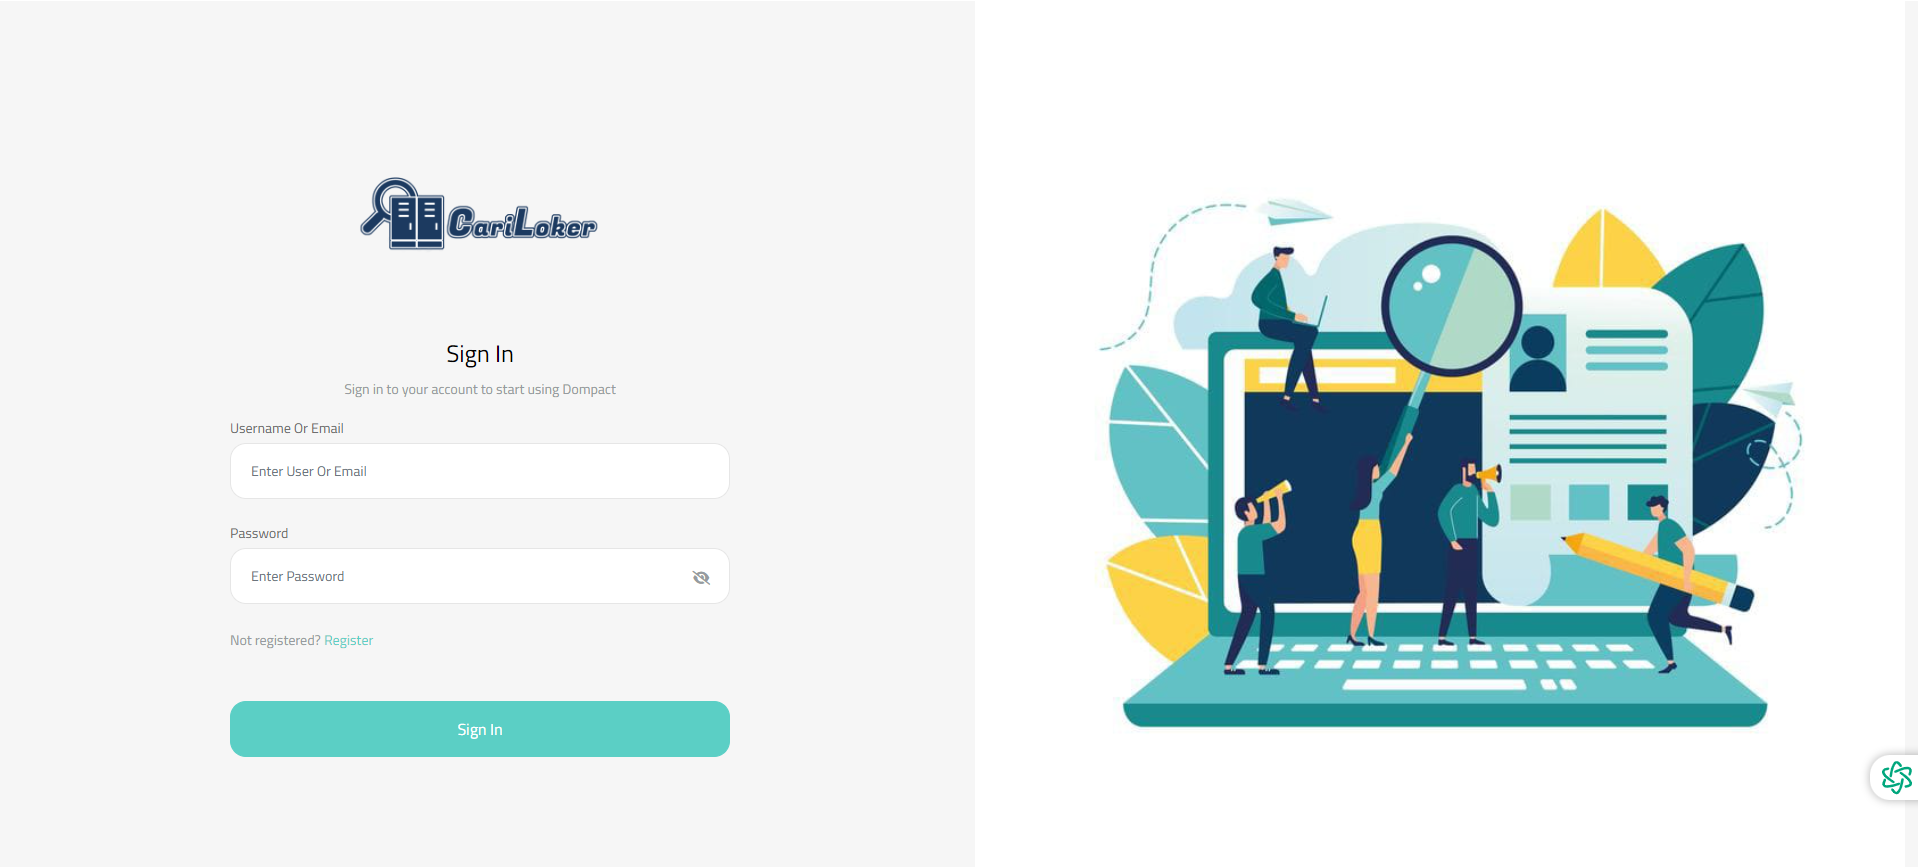 CariLoker
Sign In
Sign in to your account to start using Dompact
Username Or Email
Enter User Or Email
Password
Enter Password
Not registered? Register
Sign In